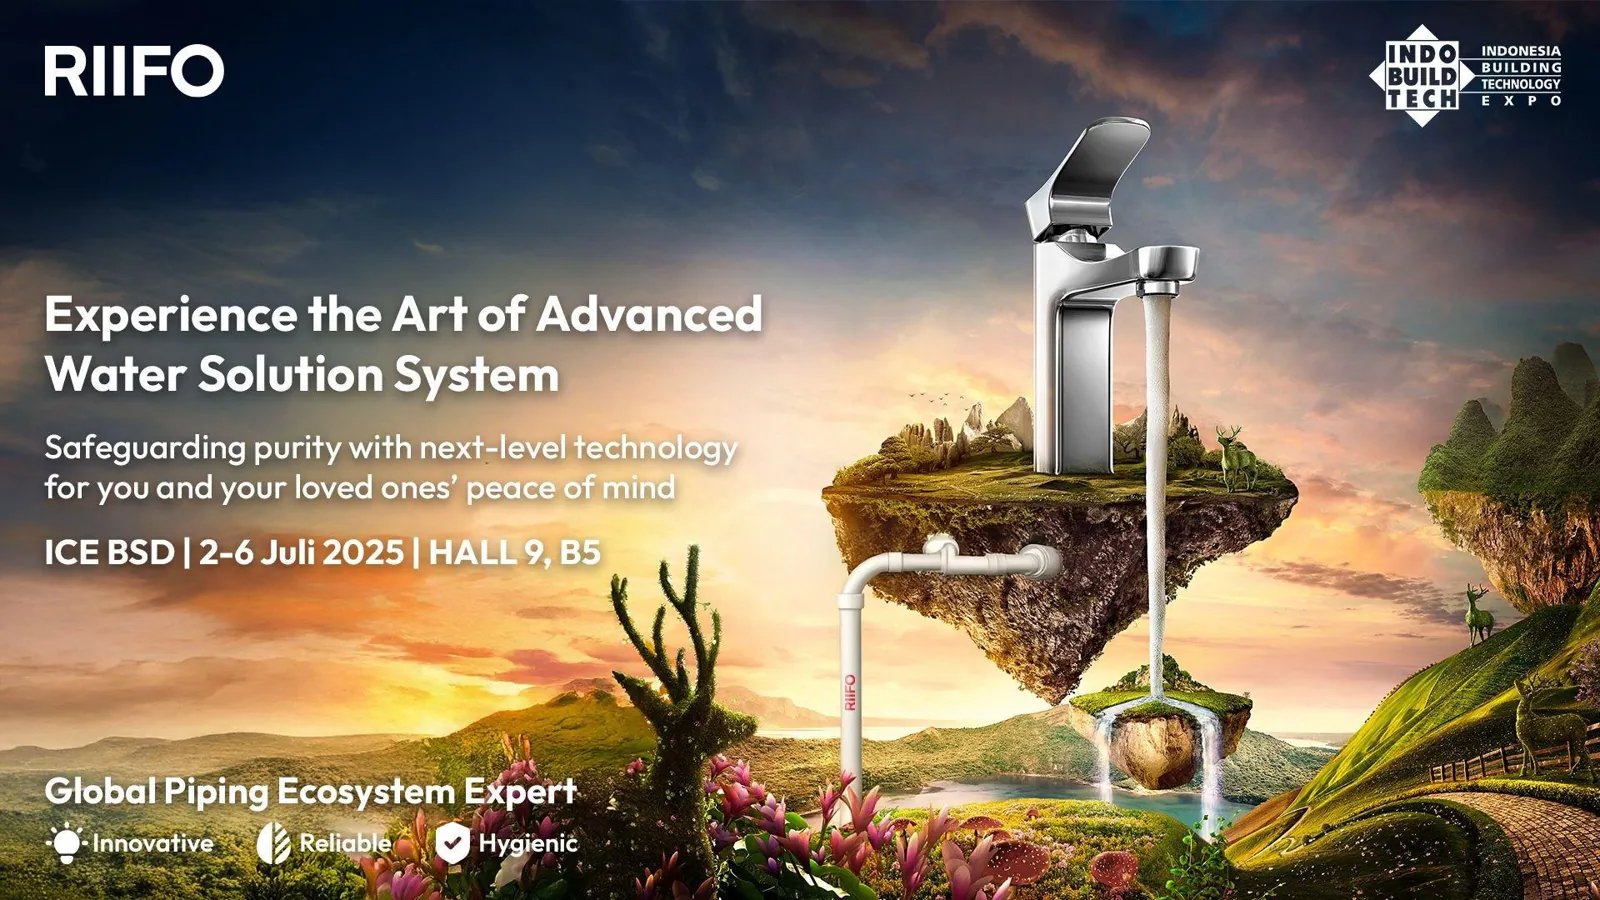 RIIFO
INDO
BUILD
TECH
INDONESIA
BUILDING
TECHNOLOGY
EXPO
Experience the Art of Advanced
Water Solution System
Safeguarding purity with next-level technology
for you and your loved ones’ peace of mind
ICE BSD | 2-6 Juli 2025 | HALL 9, B5
RIIFO
Global Piping Ecosystem Expert
Innovative Reliable Hygienic